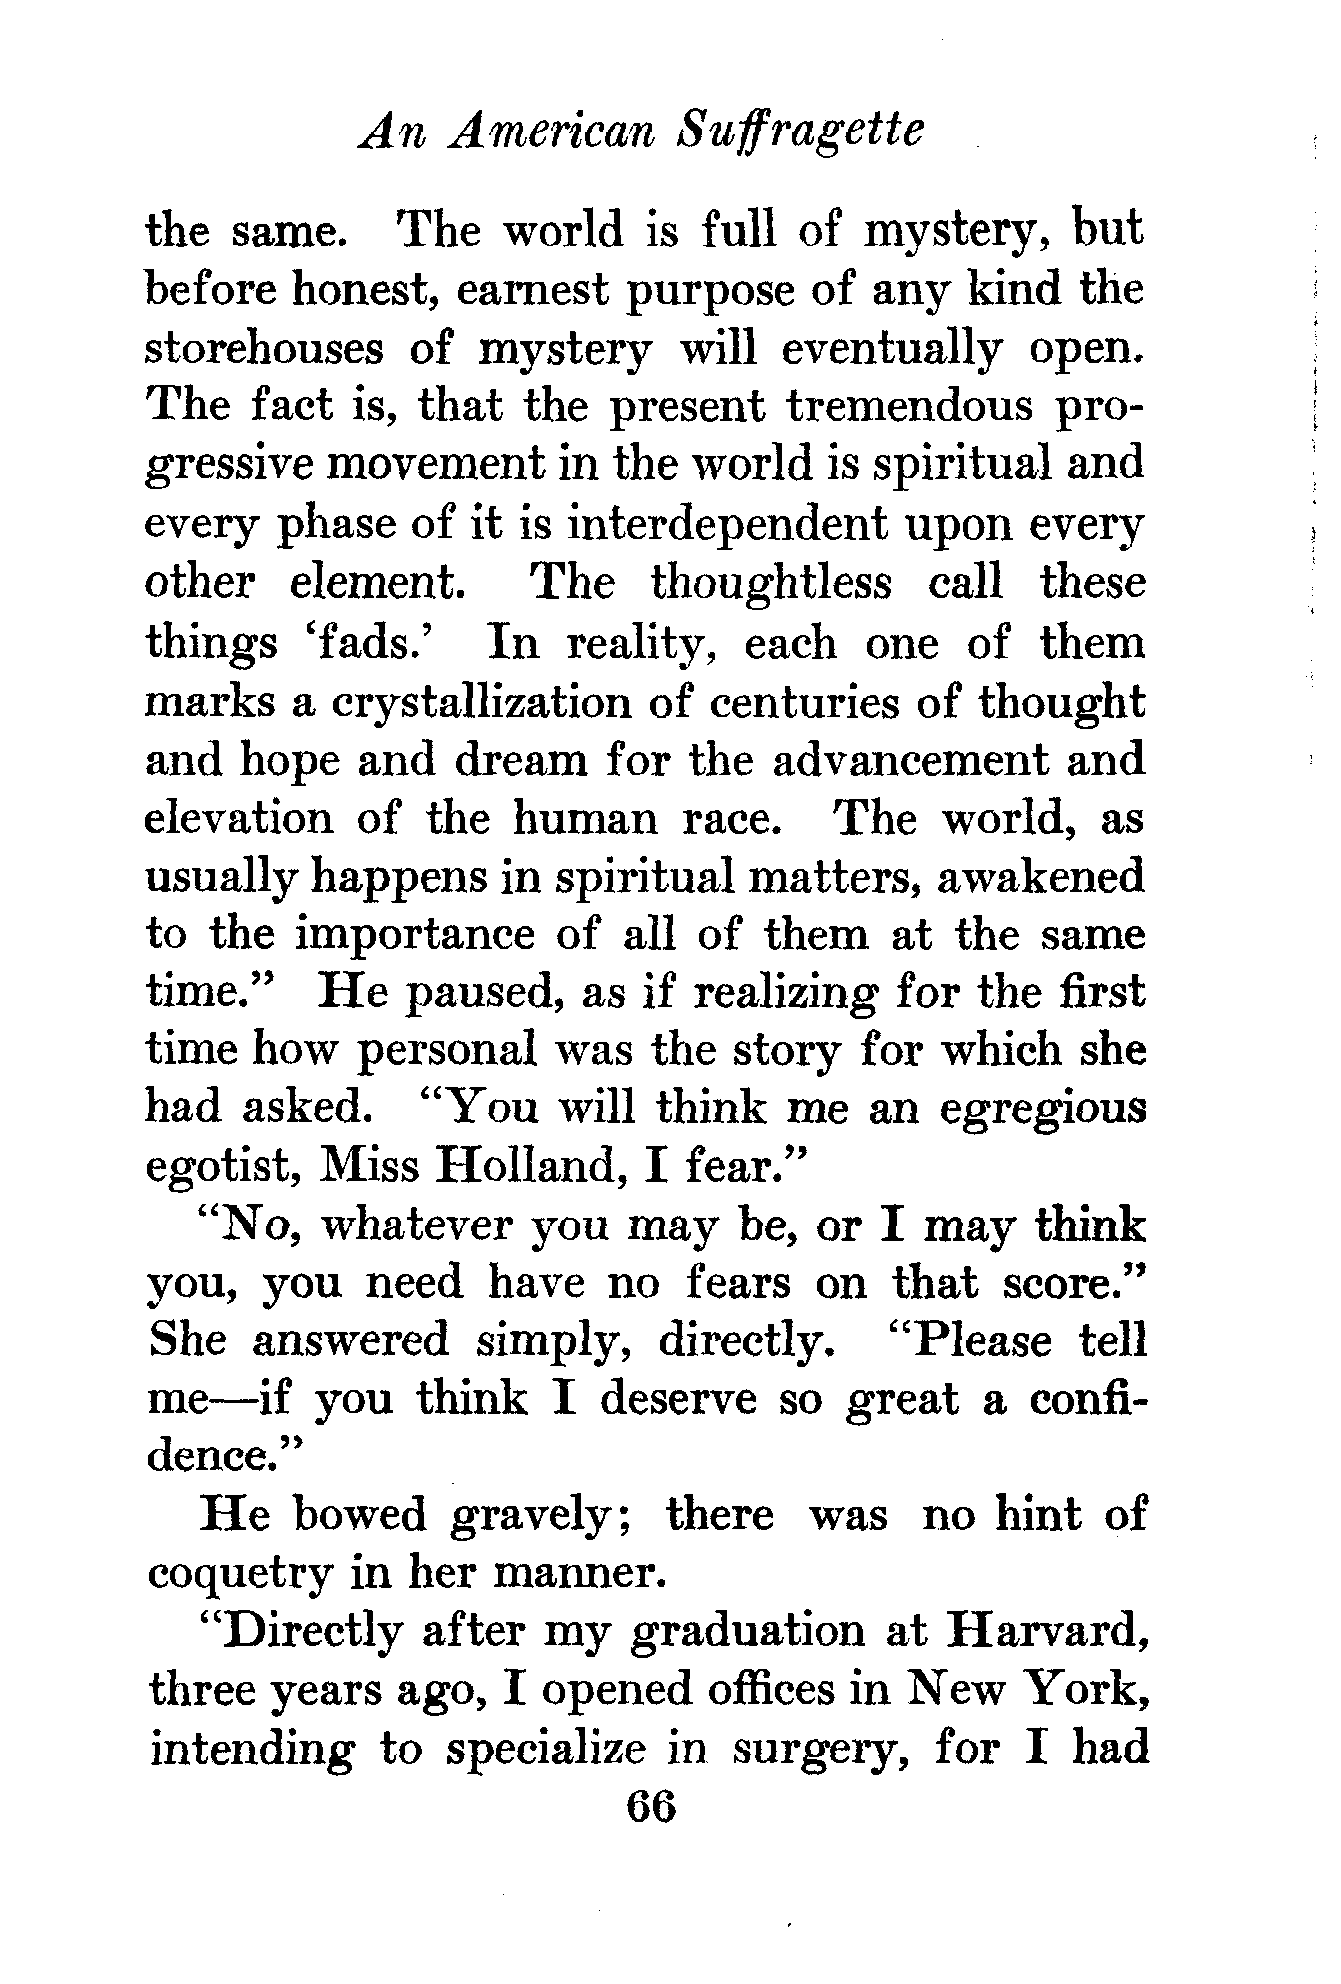 An American Suffragette
the same. The world is full of mystery, but
before honest, earnest purpose of any kind the
storehouses of mystery will eventually open.
The fact is, that the present tremendous pro-
gressive movement in the world is spiritual and
every phase of it is interdependent upon every
other element. The thoughtless call these
things ‘fads.’ In reality, each one of them
marks a crystallization of centuries of thought
and hope and dream for the advancement and
elevation of the human race. The world, as
usually happens in spiritual matters, awakened
to the importance of all of them at the same
time.” He paused, as if realizing for the first
time how personal was the story for which she
had asked. “You will think me an egregious
egotist, Miss Holland, I fear.”
“No, whatever you may be, or I may think
you, you need have no fears on that score.”
She answered simply, directly. “Please tell
me—if you think I deserve so great a confi-
dence.”
He bowed gravely; there was no hint of
coquetry in her manner.
“Directly after my graduation at Harvard,
three years ago, I opened offices in New York,
intending to specialize in surgery, for I had
66